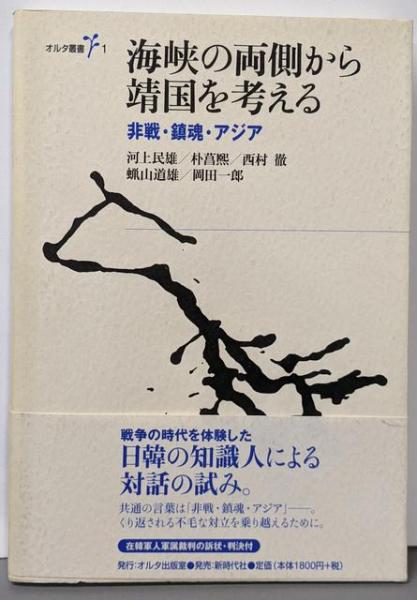 オルタ叢書 1
海峡の両側から
靖国を考える
非戦・鎮魂・アジア
河上民雄／朴菖熙／西村 徹
蝋山道雄／岡田一郎
戦争の時代を体験した
日韓の知識人による
対話の試み。
共通の言葉は「非戦・鎮魂・アジア」――。
くり返される不毛な対立を乗り越えるために。
在韓軍人軍属裁判の訴状・判決付
発行：オルタ出版室●発売：新時代社●定価（本体1800円＋税）